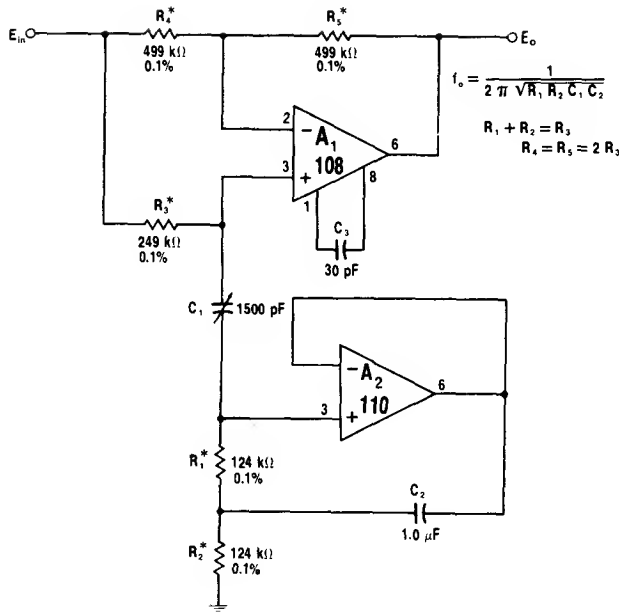 R₄*
R₅*
E_in
499 kΩ
0.1%
499 kΩ
0.1%
E_o
f_o = 1 / 2 π √R₁ R₂ C₁ C₂
R₁ + R₂ = R₃
R₄ = R₅ = 2 R₃
2
− A₁
108
6
3
+
1
8
R₃*
249 kΩ
0.1%
C₃
30 pF
C₁
1500 pF
− A₂
110
6
3
+
R₁*
124 kΩ
0.1%
C₂
1.0 μF
R₂*
124 kΩ
0.1%